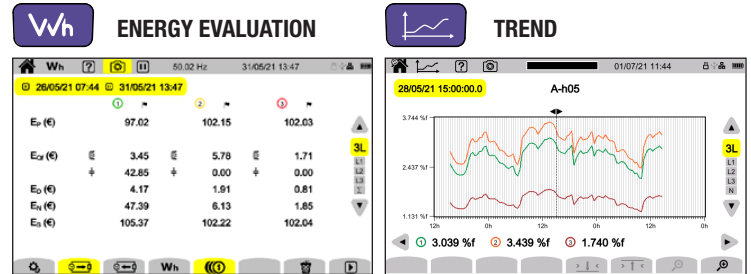 Wh ENERGY EVALUATION
Wh ? 50.02 Hz 31/05/21 13:47
26/05/21 07:44 31/05/21 13:47
1 2 3
EP (€) 97.02 102.15 102.03
EQf (€) 3.45 5.78 1.71
42.85 0.00 0.00
ED (€) 4.17 1.91 0.81
EN (€) 47.39 6.13 1.85
ES (€) 105.37 102.22 102.04
3L
L1
L2
L3
Σ
Wh
TREND
? 01/07/21 11:44
28/05/21 15:00:00.0 A-h05
3.744 %f
2.437 %f
1.131 %f
12h 0h 12h 0h 12h 0h
1 3.039 %f 2 3.439 %f 3 1.740 %f
3L
L1
L2
L3
N